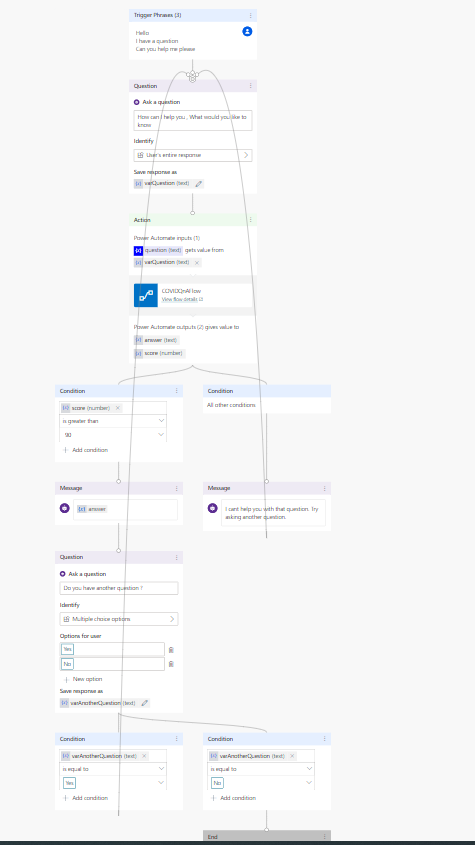 Trigger Phrases (3)
Hello
I have a question
Can you help me please
Question
Ask a question
How can I help you., What would you like to
know
Identify
User's entire response
Save response as
{x} varQuestion (text)
Action
Power Automate inputs (1)
{x} question (text) gets value from
{x} varQuestion (text)
COVIDQnAFlow
View flow details
Power Automate outputs (2) gives value to
{x} answer (text)
{x} score (number)
Condition
{x} score (number)
is greater than
90
Add condition
Condition
All other conditions
Message
{x} answer
Message
I cant help you with that question. Try
asking another question.
Question
Ask a question
Do you have another question ?
Identify
Multiple choice options
Options for user
Yes
No
New option
Save response as
{x} varAnotherQuestion (text)
Condition
{x} varAnotherQuestion (text)
is equal to
Yes
Add condition
Condition
{x} varAnotherQuestion (text)
is equal to
No
Add condition
End